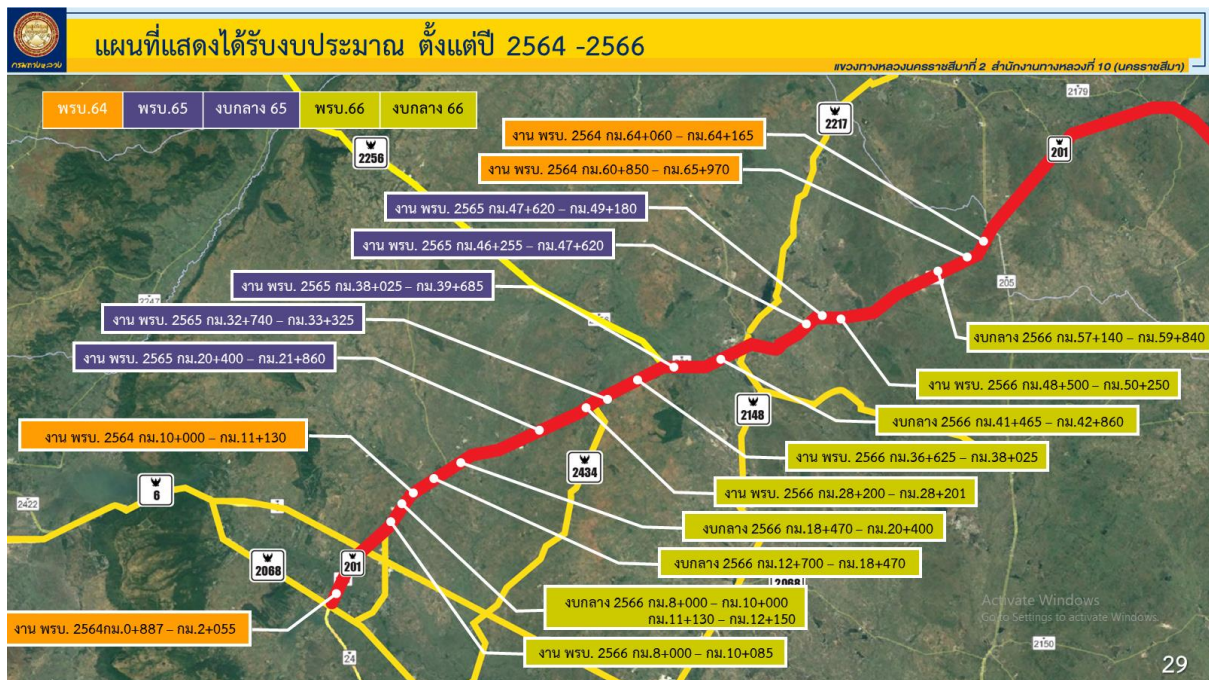 แผนที่แสดงได้รับงบประมาณ ตั้งแต่ปี 2564 -2566
กรมทางหลวง
แขวงทางหลวงนครราชสีมาที่ 2 สำนักงานทางหลวงที่ 10 (นครราชสีมา)
พรบ.64 พรบ.65 งบกลาง 65 พรบ.66 งบกลาง 66
2179
2217
งาน พรบ. 2564 กม.64+060 – กม.64+165
201
2256
งาน พรบ. 2564 กม.60+850 – กม.65+970
งาน พรบ. 2565 กม.47+620 – กม.49+180
งาน พรบ. 2565 กม.46+255 – กม.47+620
205
งาน พรบ. 2565 กม.38+025 – กม.39+685
2247
งาน พรบ. 2565 กม.32+740 – กม.33+325
งบกลาง 2566 กม.57+140 – กม.59+840
งาน พรบ. 2565 กม.20+400 – กม.21+860
งาน พรบ. 2566 กม.48+500 – กม.50+250
2148
งบกลาง 2566 กม.41+465 – กม.42+860
งาน พรบ. 2564 กม.10+000 – กม.11+130
งาน พรบ. 2566 กม.36+625 – กม.38+025
2434
6
งาน พรบ. 2566 กม.28+200 – กม.28+201
2422
งบกลาง 2566 กม.18+470 – กม.20+400
201
2068
งบกลาง 2566 กม.12+700 – กม.18+470
2068
งบกลาง 2566 กม.8+000 – กม.10+000
กม.11+130 – กม.12+150
Activate Windows
Go to Settings to activate Windows.
งาน พรบ. 2564กม.0+887 – กม.2+055
2150
งาน พรบ. 2566 กม.8+000 – กม.10+085
24
29